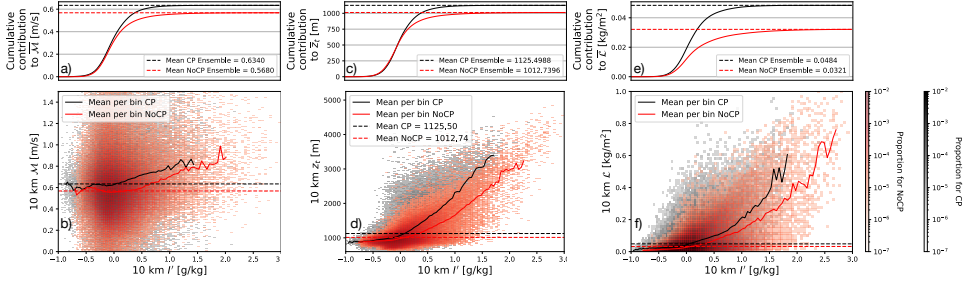 Cumulative
contribution
to M̅ [m/s]
0.6
0.4
0.2
0.0
a)
Mean CP Ensemble = 0.6340
Mean NoCP Ensemble = 0.5680
Cumulative
contribution
to z̅ₜ [m]
1000
750
500
250
0
c)
Mean CP Ensemble = 1125,4988
Mean NoCP Ensemble = 1012,7396
Cumulative
contribution
to L̅ [kg/m²]
0.04
0.02
0.00
e)
Mean CP Ensemble = 0.0484
Mean NoCP Ensemble = 0.0321
10 km M [m/s]
1.4
1.2
1.0
0.8
0.6
0.4
0.2
0.0
Mean per bin CP
Mean per bin NoCP
b)
−1.0
−0.5
0.0
0.5
1.0
1.5
2.0
2.5
3.0
10 km I' [g/kg]
10 km zₜ [m]
5000
4000
3000
2000
1000
Mean per bin CP
Mean per bin NoCP
Mean CP = 1125,50
Mean NoCP = 1012,74
d)
−1.0
−0.5
0.0
0.5
1.0
1.5
2.0
2.5
3.0
10 km I' [g/kg]
10 km L [kg/m²]
1.0
0.8
0.6
0.4
0.2
0.0
Mean per bin CP
Mean per bin NoCP
f)
−1.0
−0.5
0.0
0.5
1.0
1.5
2.0
2.5
3.0
10 km I' [g/kg]
10⁻²
10⁻³
10⁻⁴
10⁻⁵
10⁻⁶
10⁻⁷
Proportion for NoCP
10⁻²
10⁻³
10⁻⁴
10⁻⁵
10⁻⁶
10⁻⁷
Proportion for CP